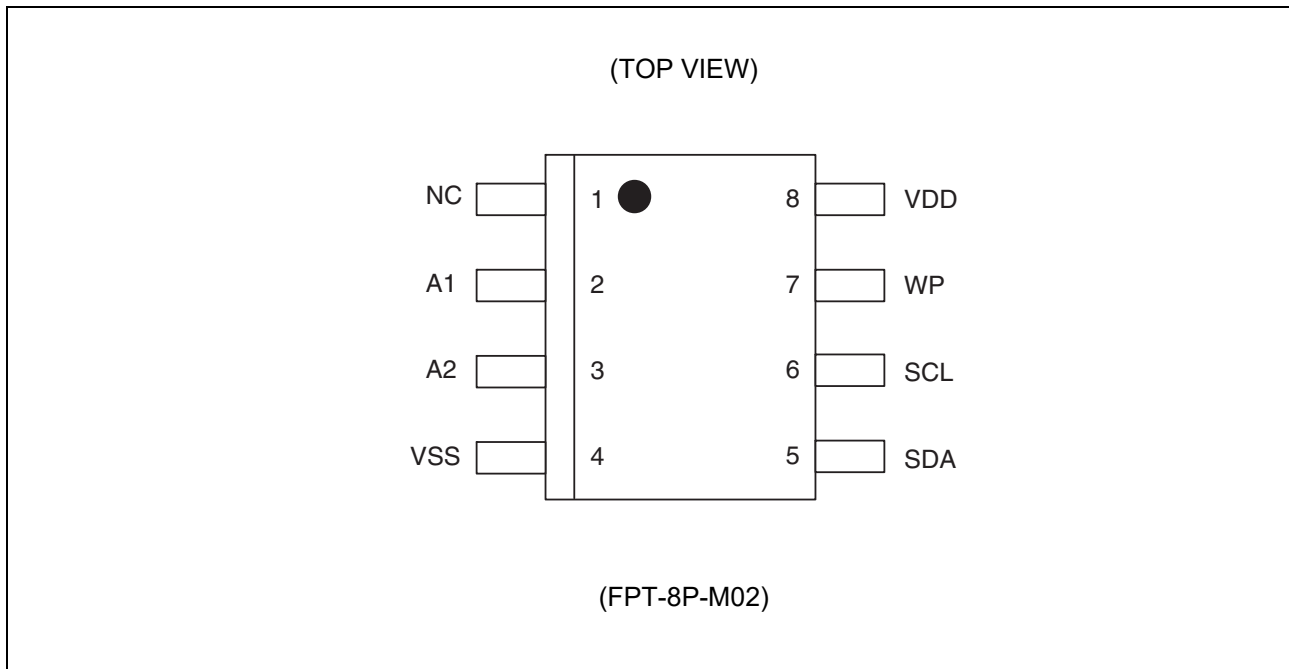 (TOP VIEW)
NC 1 8 VDD
A1 2 7 WP
A2 3 6 SCL
VSS 4 5 SDA
(FPT-8P-M02)